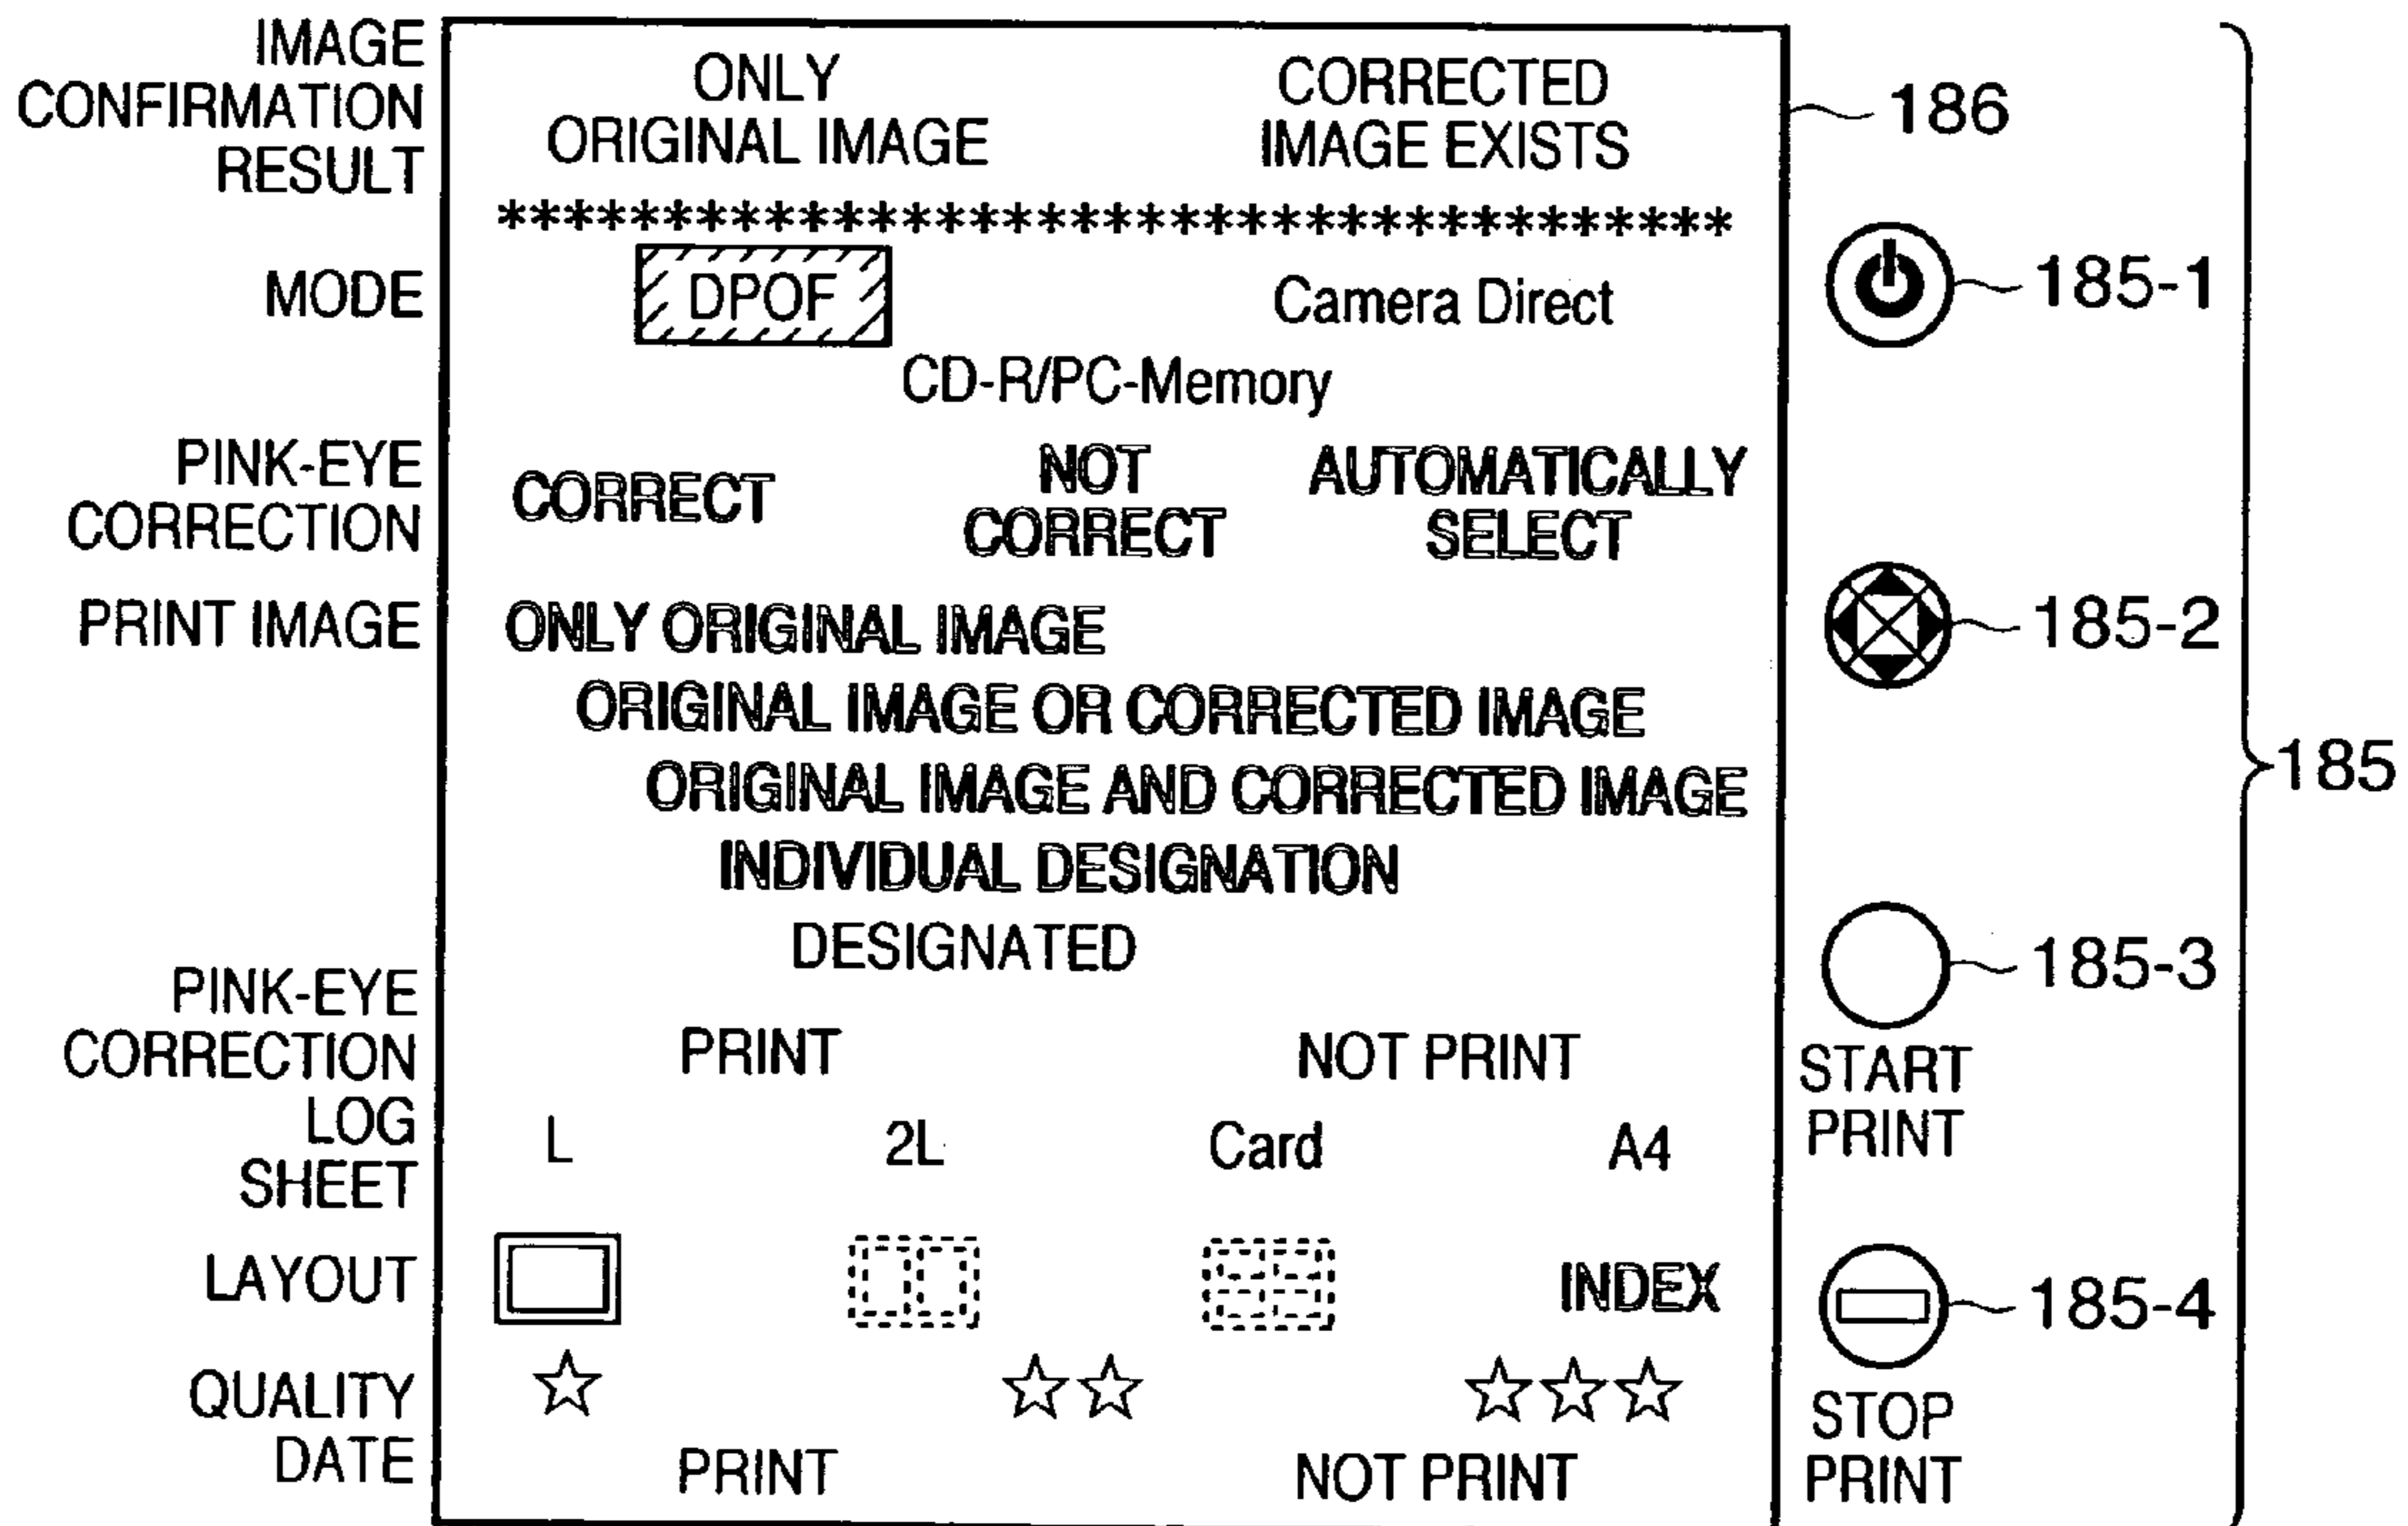 IMAGE
CONFIRMATION
RESULT
ONLY
ORIGINAL IMAGE
CORRECTED
IMAGE EXISTS
186
*************************************
MODE
DPOF
Camera Direct
CD-R/PC-Memory
185-1
PINK-EYE
CORRECTION
CORRECT
NOT
CORRECT
AUTOMATICALLY
SELECT
PRINT IMAGE
ONLY ORIGINAL IMAGE
ORIGINAL IMAGE OR CORRECTED IMAGE
ORIGINAL IMAGE AND CORRECTED IMAGE
INDIVIDUAL DESIGNATION
DESIGNATED
185-2
185
PINK-EYE
CORRECTION
LOG
SHEET
PRINT
NOT PRINT
L
2L
Card
A4
185-3
START
PRINT
LAYOUT
INDEX
185-4
STOP
PRINT
QUALITY
☆
☆☆
☆☆☆
DATE
PRINT
NOT PRINT